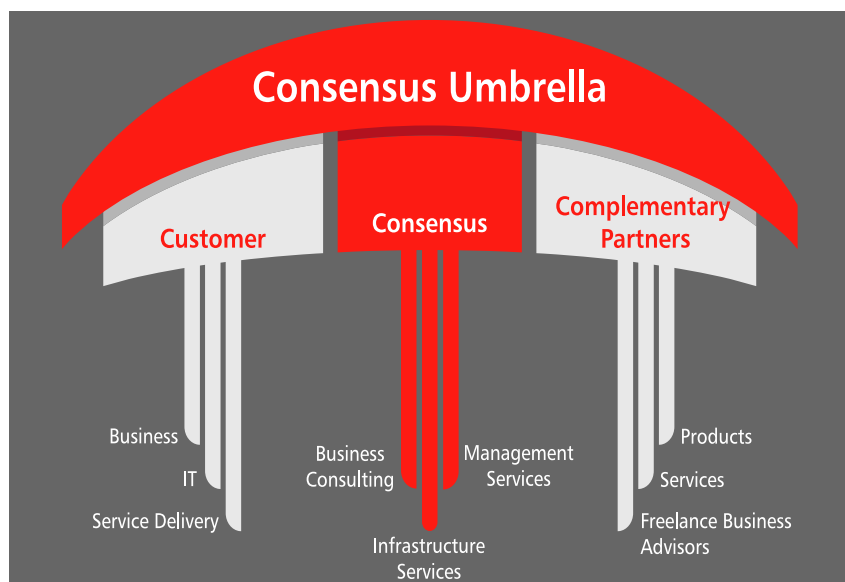 Consensus Umbrella
Customer
Consensus
Complementary
Partners
Business
IT
Service Delivery
Business
Consulting
Infrastructure
Services
Management
Services
Products
Services
Freelance Business
Advisors